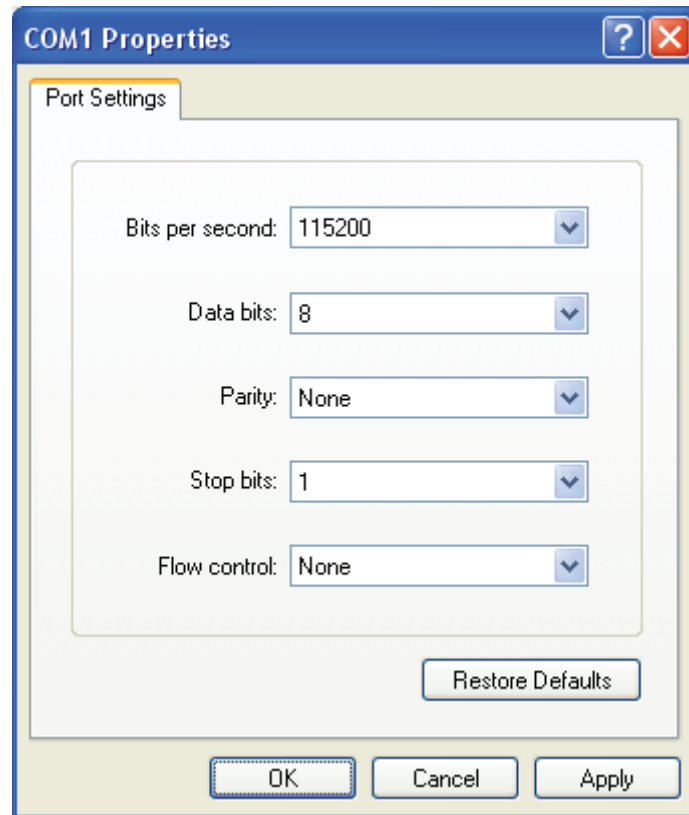 COM1 Properties
Port Settings
Bits per second: 115200
Data bits: 8
Parity: None
Stop bits: 1
Flow control: None
Restore Defaults
OK Cancel Apply